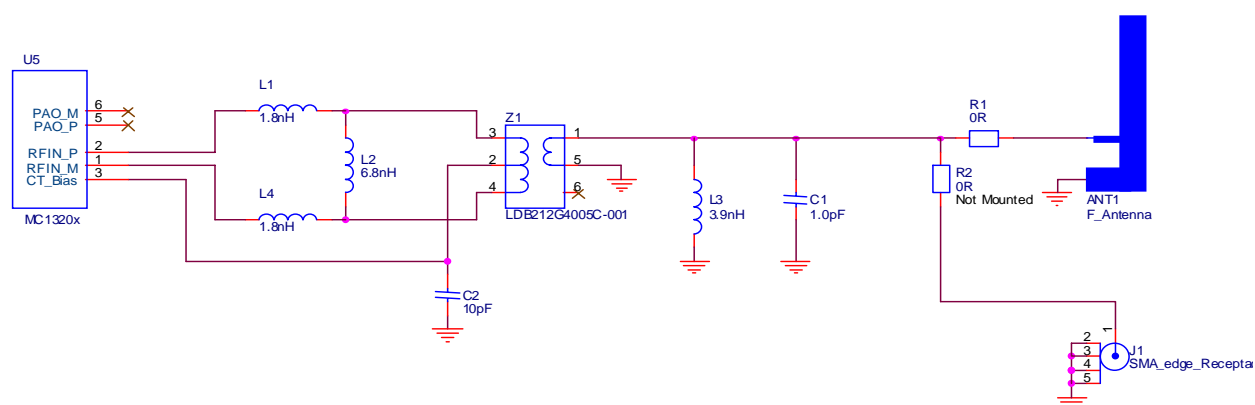 U5
PAO_M
PAO_P
RFIN_P
RFIN_M
CT_Bias
6
5
2
1
3
MC1320x
L1
1.8nH
L2
6.8nH
L4
1.8nH
C2
10pF
Z1
3
2
4
1
5
6
LDB212G4005C-001
L3
3.9nH
C1
1.0pF
R1
0R
R2
0R
Not Mounted
ANT1
F_Antenna
1
2
3
4
5
J1
SMA_edge_Receptac